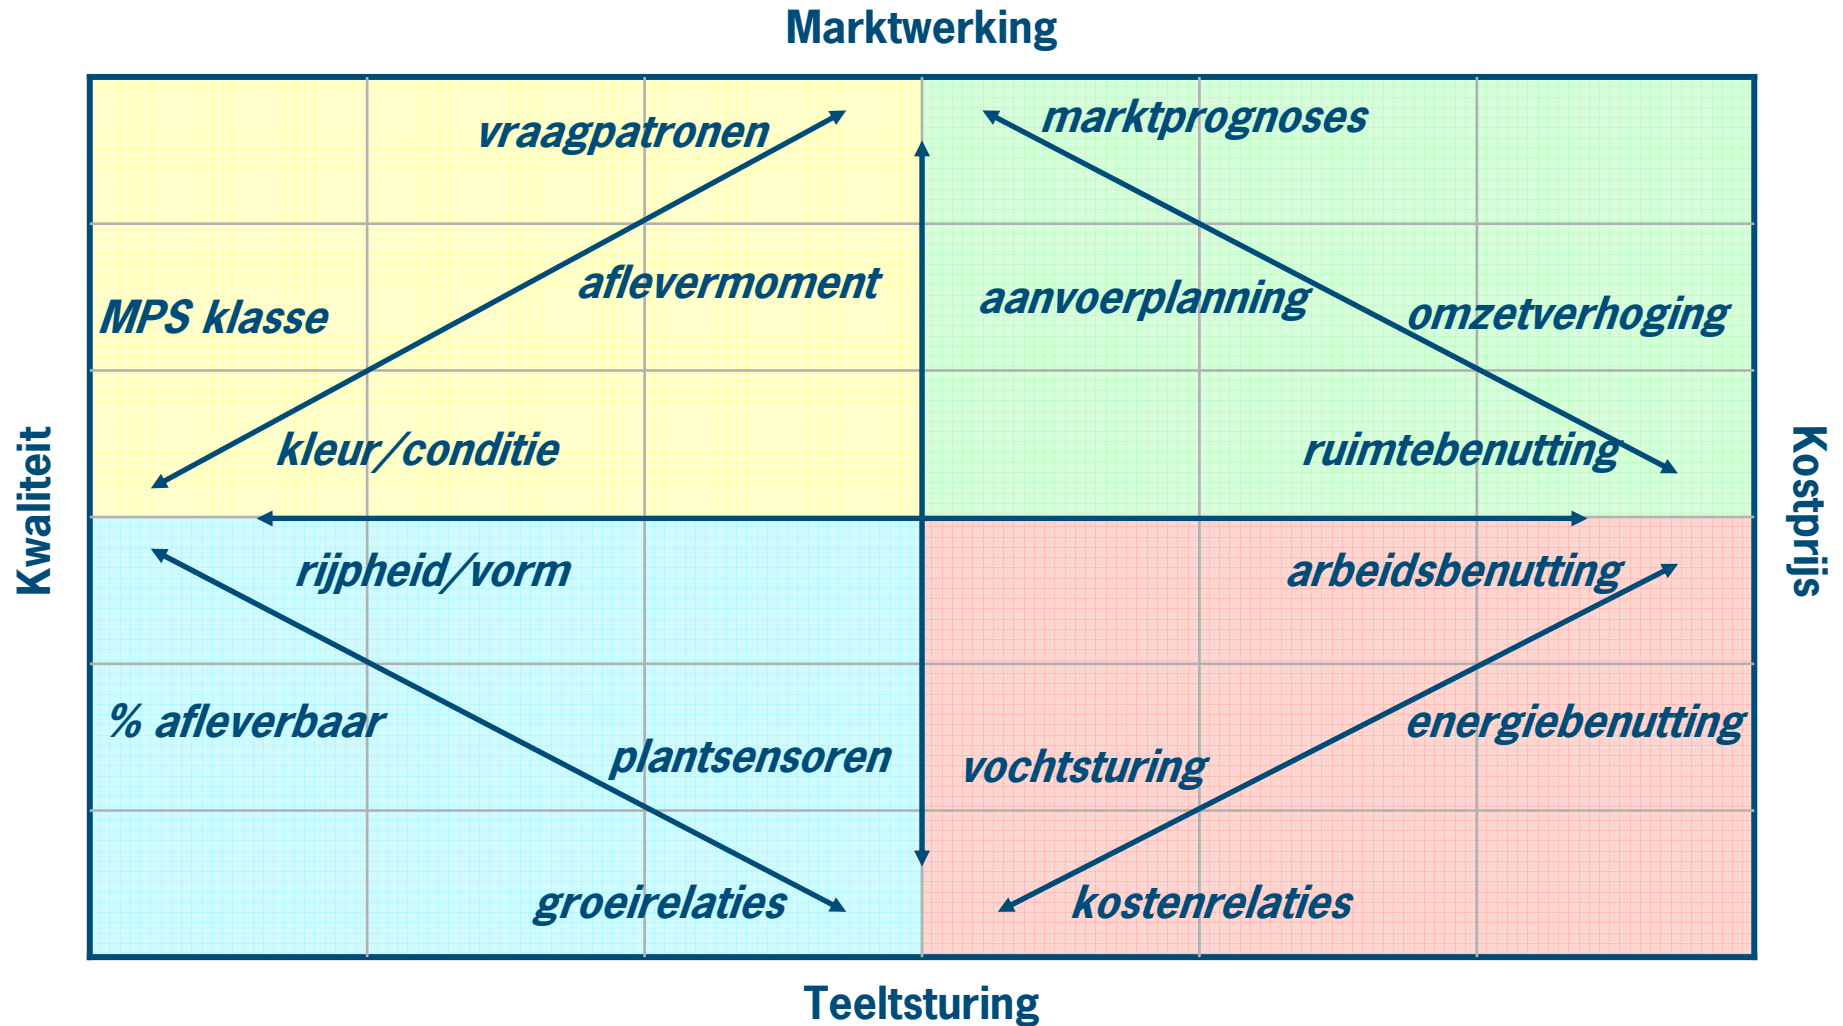 Marktwerking
vraagpatronen
marktprognoses
aflevermoment
aanvoerplanning
MPS klasse
omzetverhoging
kleur/conditie
ruimtebenutting
Kwaliteit
Kostprijs
rijpheid/vorm
arbeidsbenutting
% afleverbaar
energiebenutting
plantsensoren
vochtsturing
groeirelaties
kostenrelaties
Teeltsturing